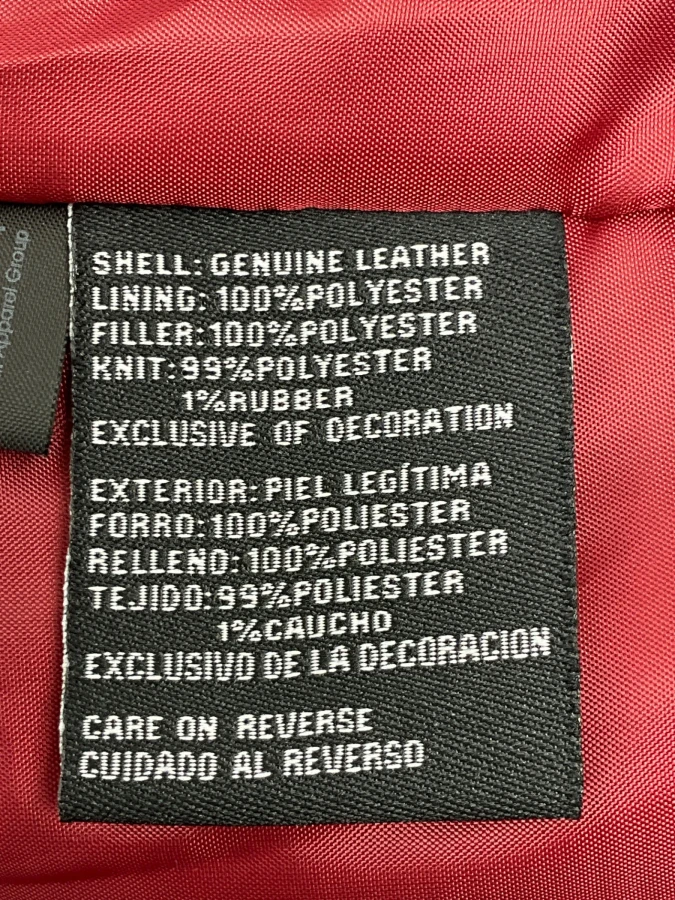 Apparel Group
SHELL: GENUINE LEATHER
LINING: 100%POLYESTER
FILLER: 100%POLYESTER
KNIT: 99%POLYESTER
1%RUBBER
EXCLUSIVE OF DECORATION
EXTERIOR: PIEL LEGÍTIMA
FORRO: 100%POLIESTER
RELLENO: 100%POLIESTER
TEJIDO: 99%POLIESTER
1%CAUCHO
EXCLUSIVO DE LA DECORACION
CARE ON REVERSE
CUIDADO AL REVERSO